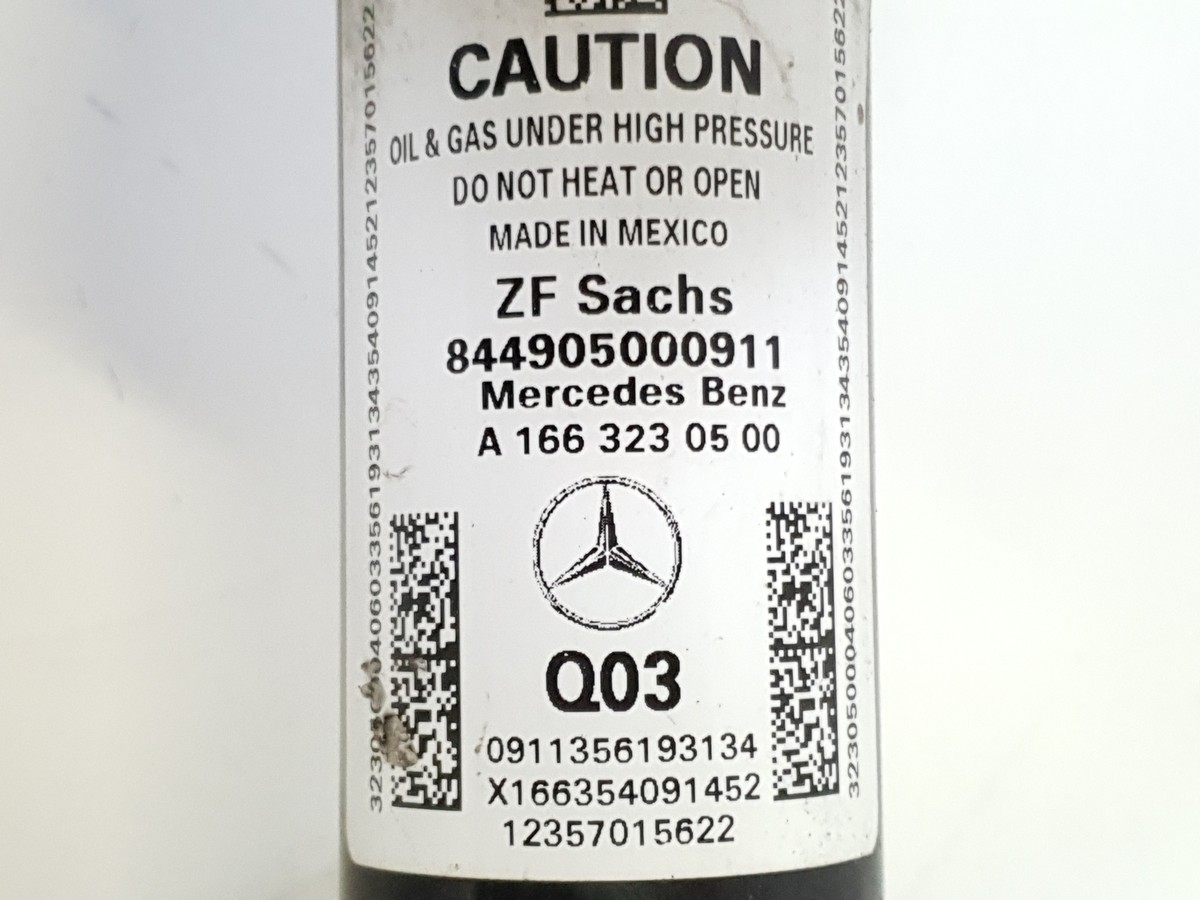 CAUTION
OIL & GAS UNDER HIGH PRESSURE
DO NOT HEAT OR OPEN
MADE IN MEXICO
ZF Sachs
844905000911
Mercedes Benz
A 166 323 05 00
Q03
0911356193134
X166354091452
12357015622
323050004060335619313435409145212357015622